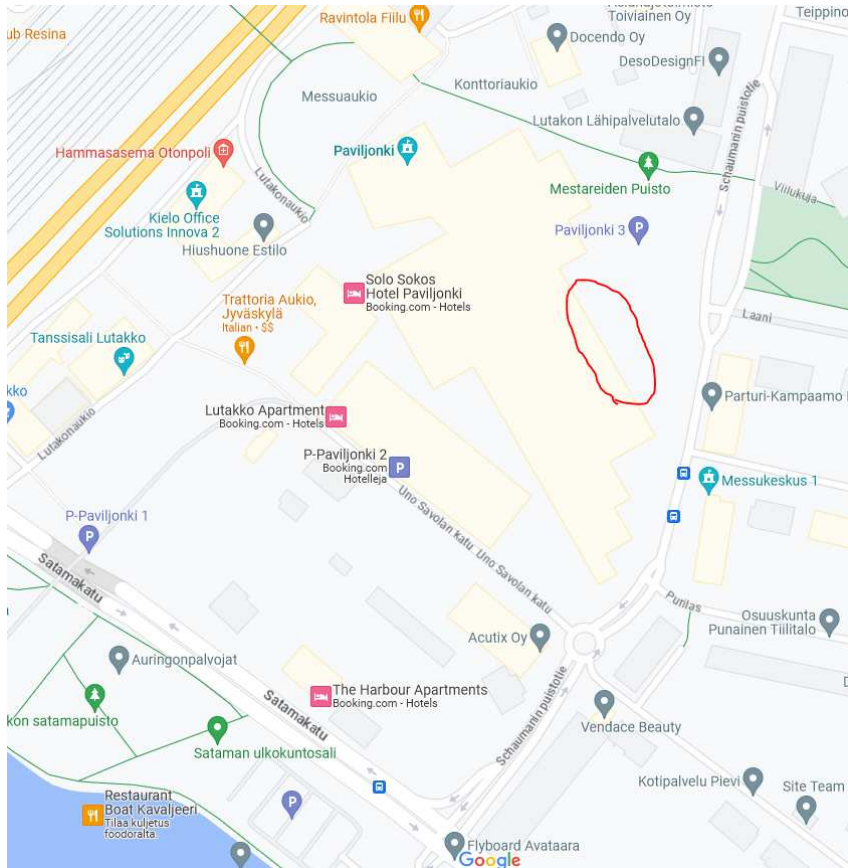 ub Resina
Ravintola Fiilu
Toiviainen Oy
Teippino
Docendo Oy
DesoDesignFI
Messuaukio
Konttoriaukio
Lutakon Lähipalvelutalo
Schaumanin puistotie
Hammasasema Otonpoli
Paviljonki
Lutakonaukio
Mestareiden Puisto
Viilukuja
Kielo Office
Solutions Innova 2
Hiushuone Estilo
Paviljonki 3
Solo Sokos
Hotel Paviljonki
Booking.com - Hotels
Trattoria Aukio,
Jyväskylä
Italian · $$
Laani
Tanssisali Lutakko
kko
Parturi-Kampaamo
Lutakko Apartment
Booking.com - Hotels
Lutakonaukio
P-Paviljonki 2
Booking.com
Hotelleja
P
Messukeskus 1
Uno Savolan katu
Uno Savolan katu
P-Paviljonki 1
P
Satamakatu
Purilas
Osuuskunta
Punainen Tiilitalo
Acutix Oy
Auringonpalvojat
The Harbour Apartments
Booking.com - Hotels
Satamakatu
Schaumanin puistotie
kon satamapuisto
Vendace Beauty
Sataman ulkokuntosali
Kotipalvelu Pievi
Site Team
Restaurant
Boat Kavaljeeri
Tilaa kuljetus
foodoralta.
P
Flyboard Avataara
Google